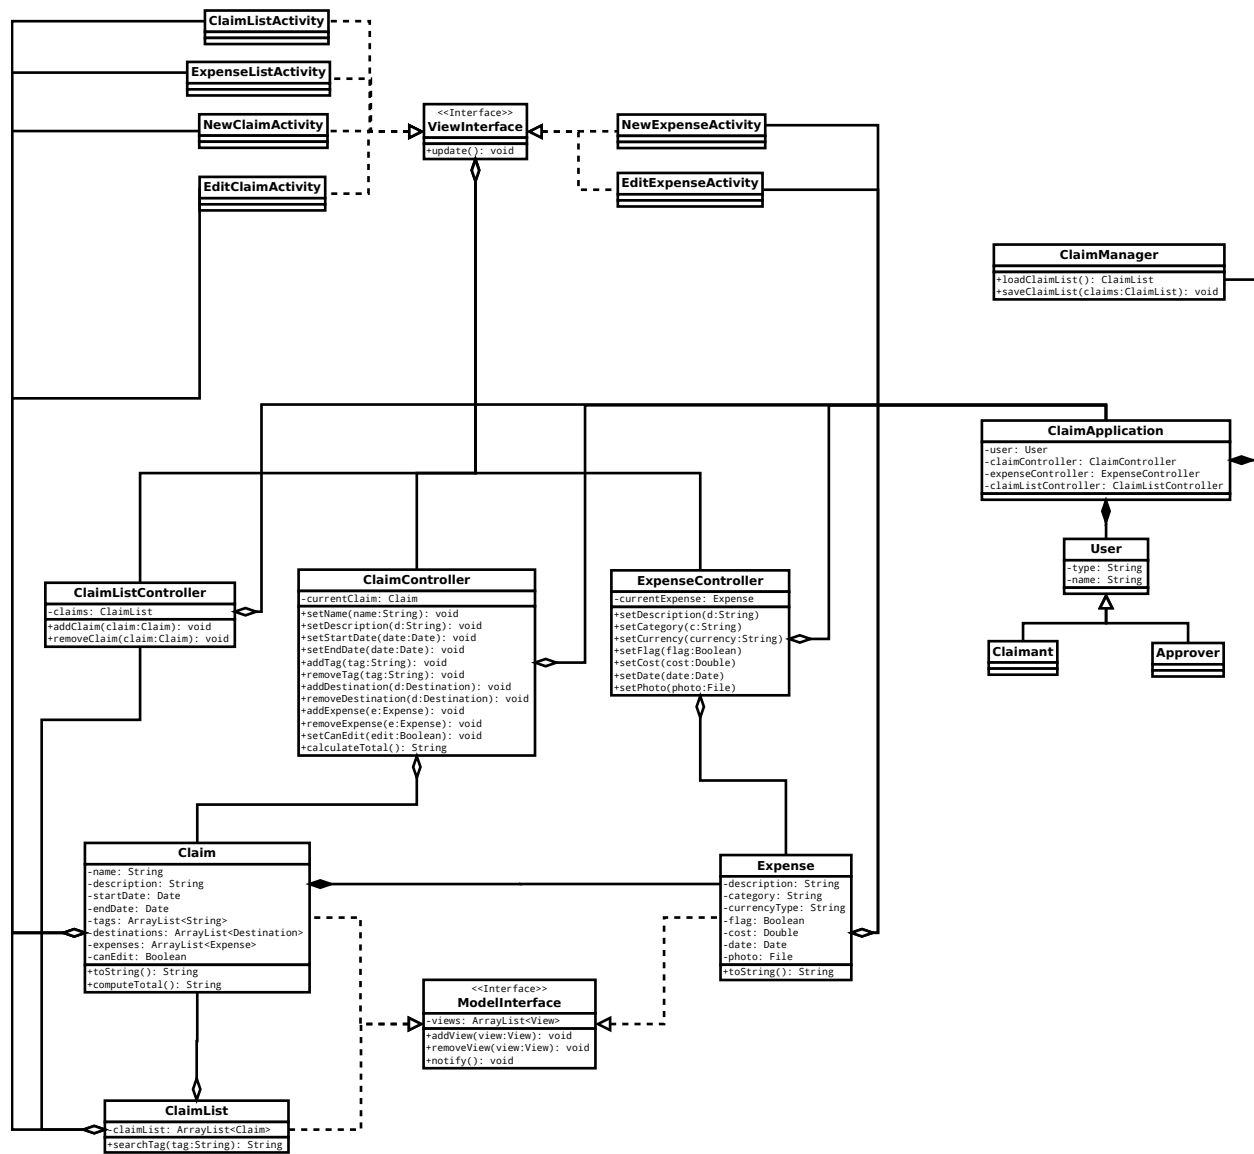 ClaimListActivity
ExpenseListActivity
NewClaimActivity
EditClaimActivity
<<Interface>>
ViewInterface
+update(): void
NewExpenseActivity
EditExpenseActivity
ClaimManager
+loadClaimList(): ClaimList
+saveClaimList(claims:ClaimList): void
ClaimApplication
-user: User
-claimController: ClaimController
-expenseController: ExpenseController
-claimListController: ClaimListController
User
-type: String
-name: String
Claimant
Approver
ClaimListController
-claims: ClaimList
+addClaim(claim:Claim): void
+removeClaim(claim:Claim): void
ClaimController
-currentClaim: Claim
+setName(name:String): void
+setDescription(d:String): void
+setStartDate(date:Date): void
+setEndDate(date:Date): void
+addTag(tag:String): void
+removeTag(tag:String): void
+addDestination(d:Destination): void
+removeDestination(d:Destination): void
+addExpense(e:Expense): void
+removeExpense(e:Expense): void
+setCanEdit(edit:Boolean): void
+calculateTotal(): String
ExpenseController
-currentExpense: Expense
+setDescription(d:String)
+setCategory(c:String)
+setCurrency(currency:String)
+setFlag(flag:Boolean)
+setCost(cost:Double)
+setDate(date:Date)
+setPhoto(photo:File)
Claim
-name: String
-description: String
-startDate: Date
-endDate: Date
-tags: ArrayList<String>
-destinations: ArrayList<Destination>
-expenses: ArrayList<Expense>
-canEdit: Boolean
+toString(): String
+computeTotal(): String
Expense
-description: String
-category: String
-currencyType: String
-flag: Boolean
-cost: Double
-date: Date
-photo: File
+toString(): String
<<Interface>>
ModelInterface
-views: ArrayList<View>
+addView(view:View): void
+removeView(view:View): void
+notify(): void
ClaimList
-claimList: ArrayList<Claim>
+searchTag(tag:String): String